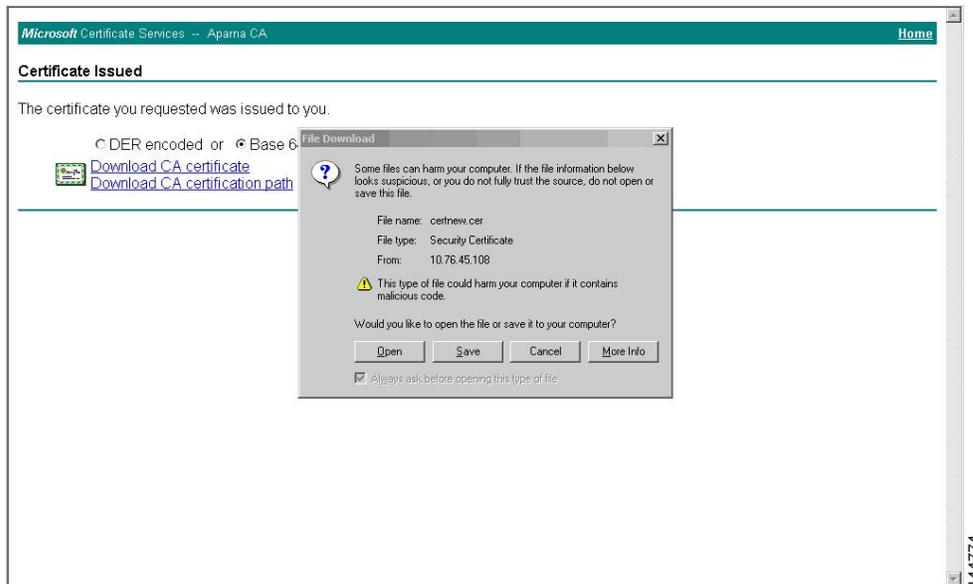 Microsoft Certificate Services -- Aparna CA
Home
Certificate Issued
The certificate you requested was issued to you.
DER encoded or Base 6
Download CA certificate
Download CA certification path
File Download
Some files can harm your computer. If the file information below
looks suspicious, or you do not fully trust the source, do not open or
save this file.
File name: certnew.cer
File type: Security Certificate
From: 10.76.45.108
This type of file could harm your computer if it contains
malicious code.
Would you like to open the file or save it to your computer?
Open
Save
Cancel
More Info
Always ask before opening this type of file